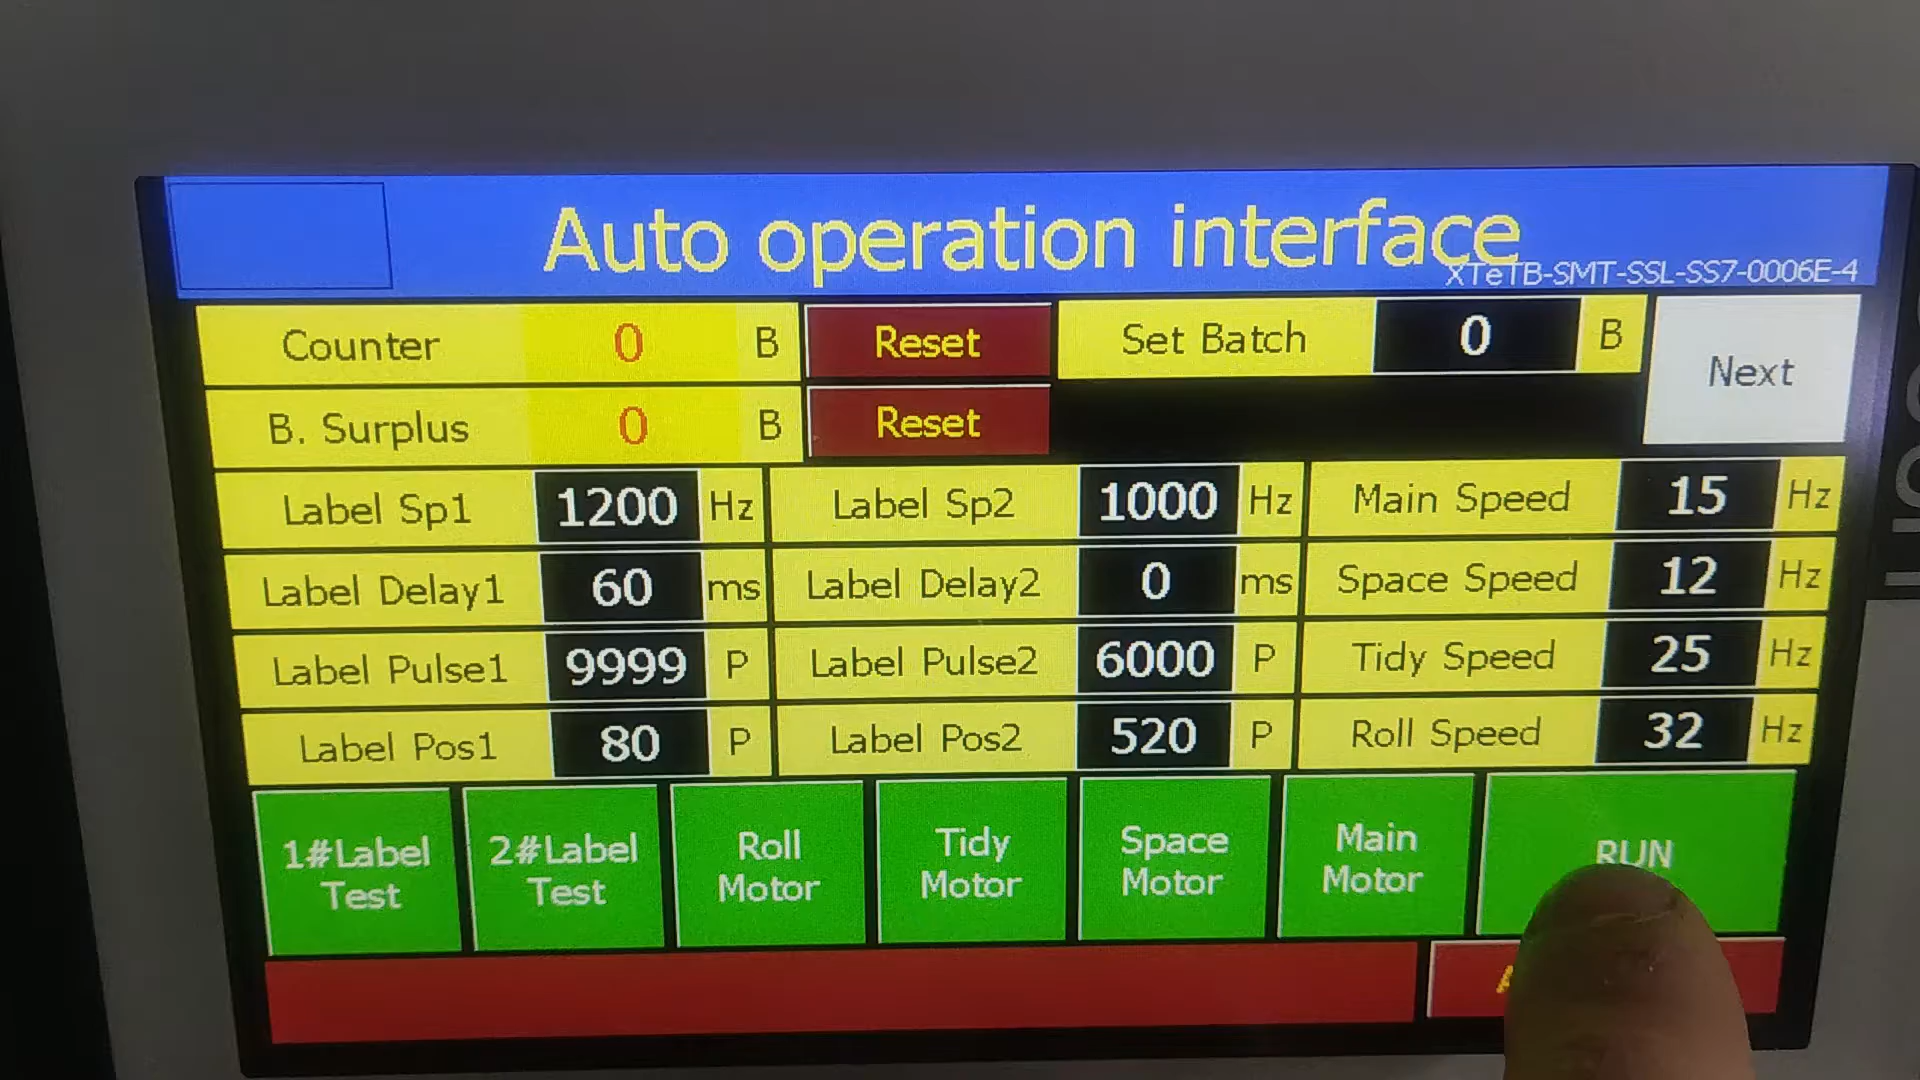 Auto operation interface
XTeTB-SMT-SSL-SS7-0006E-4
Counter 0 B Reset Set Batch 0 B Next
B. Surplus 0 B Reset
Label Sp1 1200 Hz Label Sp2 1000 Hz Main Speed 15 Hz
Label Delay1 60 ms Label Delay2 0 ms Space Speed 12 Hz
Label Pulse1 9999 P Label Pulse2 6000 P Tidy Speed 25 Hz
Label Pos1 80 P Label Pos2 520 P Roll Speed 32 Hz
1#Label Test
2#Label Test
Roll Motor
Tidy Motor
Space Motor
Main Motor
RUN